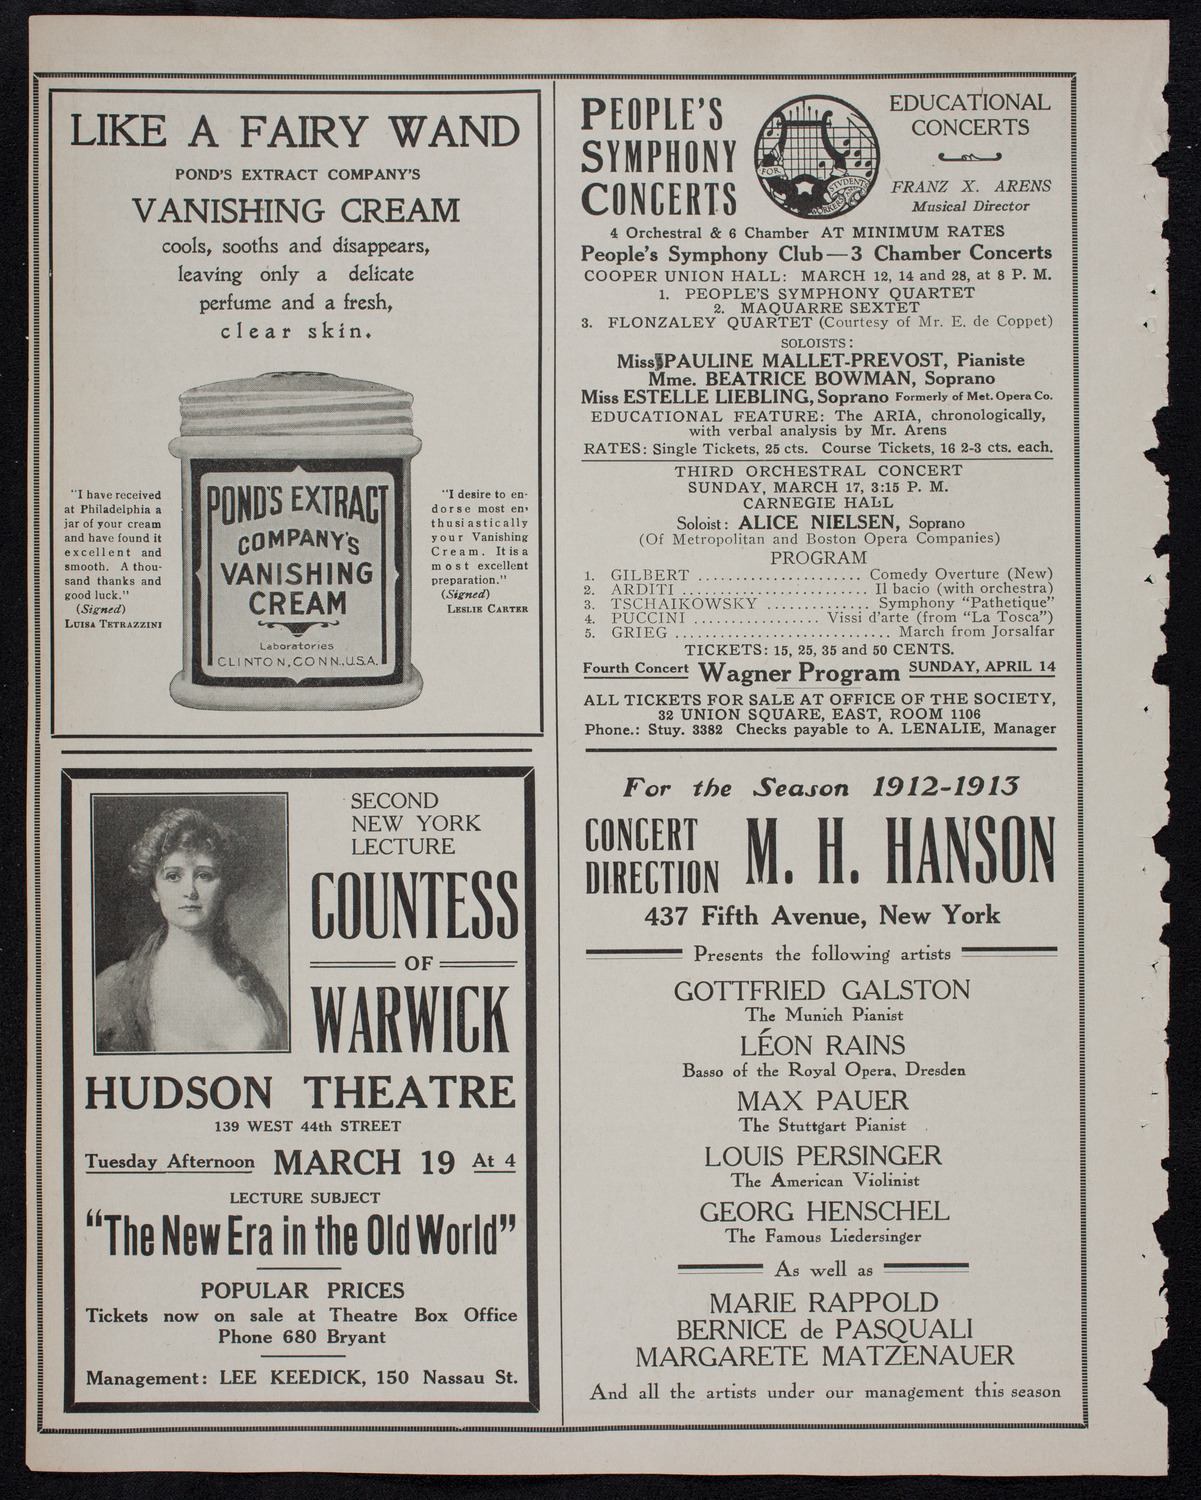 LIKE A FAIRY WAND
POND'S EXTRACT COMPANY'S
VANISHING CREAM
cools, sooths and disappears,
leaving only a delicate
perfume and a fresh,
clear skin.
"I have received
at Philadelphia a
jar of your cream
and have found it
excellent and
smooth. A thou-
sand thanks and
good luck."
(Signed)
LUISA TETRAZZINI
POND'S EXTRACT
COMPANY'S
VANISHING
CREAM
Laboratories
CLINTON, CONN., U.S.A.
"I desire to en-
dorse most en-
thusiastically
your Vanishing
Cream. It is a
most excellent
preparation."
(Signed)
LESLIE CARTER
SECOND
NEW YORK
LECTURE
COUNTESS
OF
WARWICK
HUDSON THEATRE
139 WEST 44th STREET
Tuesday Afternoon MARCH 19 At 4
LECTURE SUBJECT
"The New Era in the Old World"
POPULAR PRICES
Tickets now on sale at Theatre Box Office
Phone 680 Bryant
Management: LEE KEEDICK, 150 Nassau St.
PEOPLE'S
SYMPHONY
CONCERTS
FOR
STVDENTS
WORKERS
EDUCATIONAL
CONCERTS
FRANZ X. ARENS
Musical Director
4 Orchestral & 6 Chamber AT MINIMUM RATES
People's Symphony Club—3 Chamber Concerts
COOPER UNION HALL: MARCH 12, 14 and 28, at 8 P. M.
1. PEOPLE'S SYMPHONY QUARTET
2. MAQUARRE SEXTET
3. FLONZALEY QUARTET (Courtesy of Mr. E. de Coppet)
SOLOISTS:
Miss PAULINE MALLET-PREVOST, Pianiste
Mme. BEATRICE BOWMAN, Soprano
Miss ESTELLE LIEBLING, Soprano Formerly of Met. Opera Co.
EDUCATIONAL FEATURE: The ARIA, chronologically,
with verbal analysis by Mr. Arens
RATES: Single Tickets, 25 cts. Course Tickets, 16 2-3 cts. each.
THIRD ORCHESTRAL CONCERT
SUNDAY, MARCH 17, 3:15 P. M.
CARNEGIE HALL
Soloist: ALICE NIELSEN, Soprano
(Of Metropolitan and Boston Opera Companies)
PROGRAM
1. GILBERT ...................... Comedy Overture (New)
2. ARDITI ........................ Il bacio (with orchestra)
3. TSCHAIKOWSKY .............. Symphony "Pathetique"
4. PUCCINI ................. Vissi d'arte (from "La Tosca")
5. GRIEG ............................. March from Jorsalfar
TICKETS: 15, 25, 35 and 50 CENTS.
Fourth Concert Wagner Program SUNDAY, APRIL 14
ALL TICKETS FOR SALE AT OFFICE OF THE SOCIETY,
32 UNION SQUARE, EAST, ROOM 1106
Phone.: Stuy. 3382 Checks payable to A. LENALIE, Manager
For the Season 1912-1913
CONCERT
DIRECTION M. H. HANSON
437 Fifth Avenue, New York
Presents the following artists
GOTTFRIED GALSTON
The Munich Pianist
LÉON RAINS
Basso of the Royal Opera, Dresden
MAX PAUER
The Stuttgart Pianist
LOUIS PERSINGER
The American Violinist
GEORG HENSCHEL
The Famous Liedersinger
As well as
MARIE RAPPOLD
BERNICE de PASQUALI
MARGARETE MATZENAUER
And all the artists under our management this season